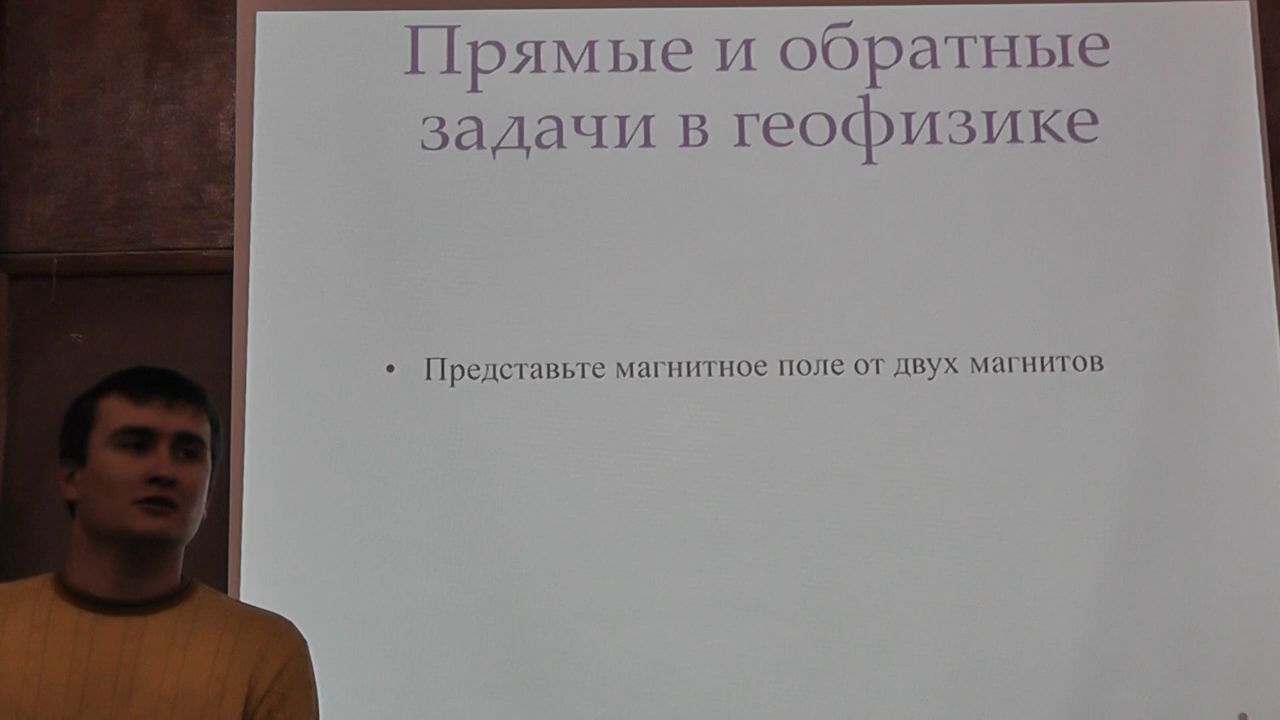 Прямые и обратные
задачи в геофизике
• Представьте магнитное поле от двух магнитов